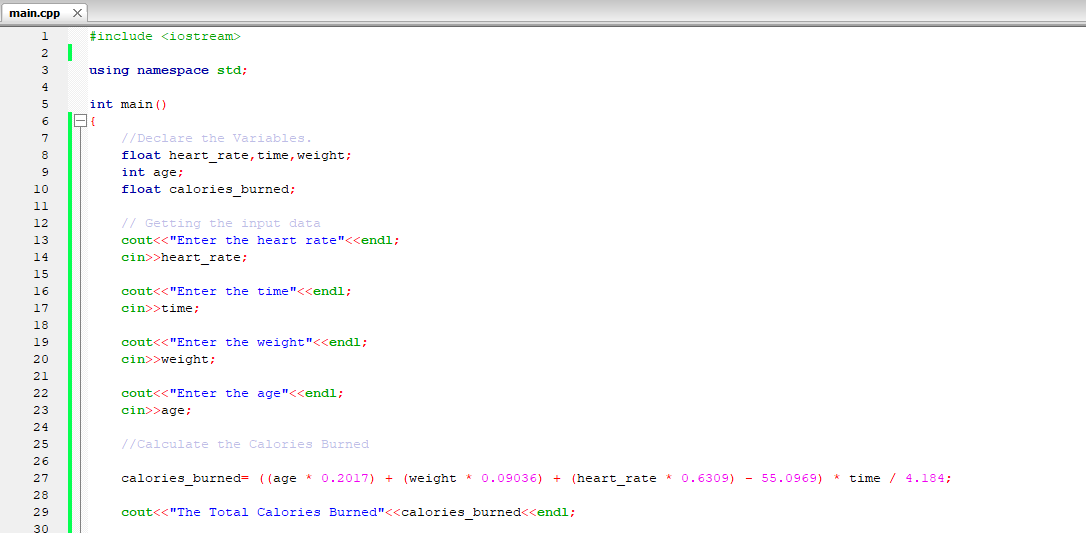 main.cpp
1 #include <iostream>
2
3 using namespace std;
4
5 int main()
6 {
7 //Declare the Variables.
8 float heart_rate,time,weight;
9 int age;
10 float calories_burned;
11
12 // Getting the input data
13 cout<<"Enter the heart rate"<<endl;
14 cin>>heart_rate;
15
16 cout<<"Enter the time"<<endl;
17 cin>>time;
18
19 cout<<"Enter the weight"<<endl;
20 cin>>weight;
21
22 cout<<"Enter the age"<<endl;
23 cin>>age;
24
25 //Calculate the Calories Burned
26
27 calories_burned= ((age * 0.2017) + (weight * 0.09036) + (heart_rate * 0.6309) - 55.0969) * time / 4.184;
28
29 cout<<"The Total Calories Burned"<<calories_burned<<endl;
30